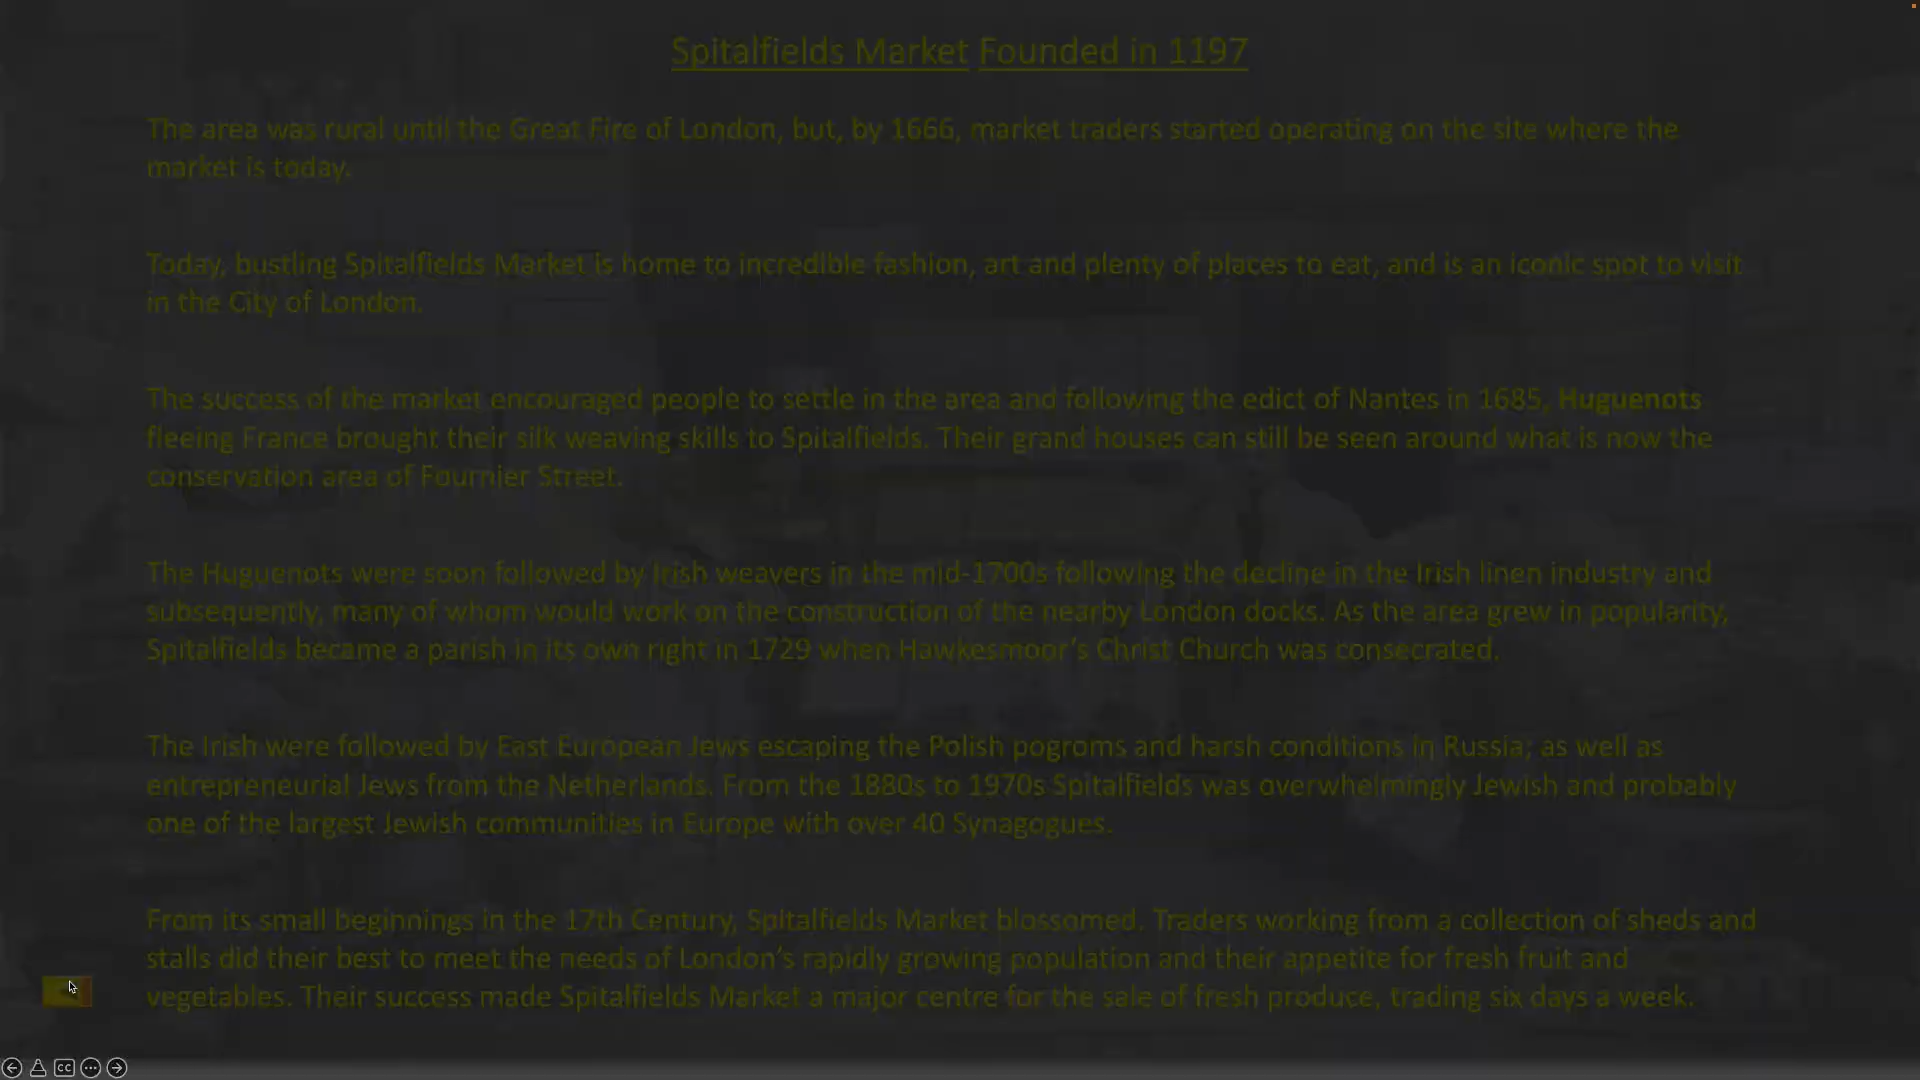 Spitalfields Market Founded in 1197
The area was rural until the Great Fire of London, but, by 1666, market traders started operating on the site where the
market is today.
Today, bustling Spitalfields Market is home to incredible fashion, art and plenty of places to eat, and is an iconic spot to visit
in the City of London.
The success of the market encouraged people to settle in the area and following the edict of Nantes in 1685, Huguenots
fleeing France brought their silk weaving skills to Spitalfields. Their grand houses can still be seen around what is now the
conservation area of Fournier Street.
The Huguenots were soon followed by Irish weavers in the mid-1700s following the decline in the Irish linen industry and
subsequently, many of whom would work on the construction of the nearby London docks. As the area grew in popularity,
Spitalfields became a parish in its own right in 1729 when Hawkesmoor’s Christ Church was consecrated.
The Irish were followed by East European Jews escaping the Polish pogroms and harsh conditions in Russia; as well as
entrepreneurial Jews from the Netherlands. From the 1880s to 1970s Spitalfields was overwhelmingly Jewish and probably
one of the largest Jewish communities in Europe with over 40 Synagogues.
From its small beginnings in the 17th Century, Spitalfields Market blossomed. Traders working from a collection of sheds and
stalls did their best to meet the needs of London’s rapidly growing population and their appetite for fresh fruit and
vegetables. Their success made Spitalfields Market a major centre for the sale of fresh produce, trading six days a week.
CC